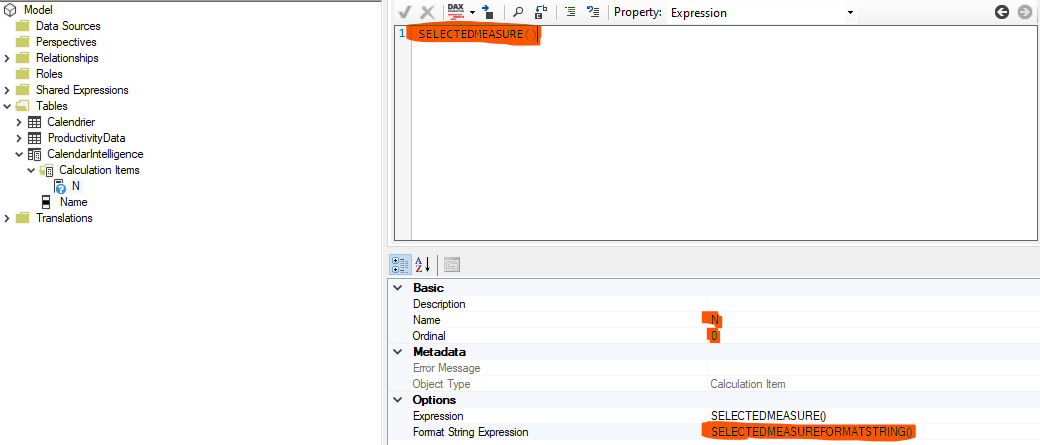 Model
Data Sources
Perspectives
Relationships
Roles
Shared Expressions
Tables
Calendrier
ProductivityData
CalendarIntelligence
Calculation Items
N
Name
Translations
DAX Property: Expression
1 SELECTEDMEASURE()
Basic
Description
Name N
Ordinal 0
Metadata
Error Message
Object Type Calculation Item
Options
Expression SELECTEDMEASURE()
Format String Expression SELECTEDMEASUREFORMATSTRING()